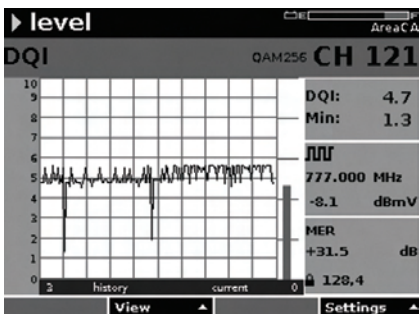 level
E F
AreaCA
DQI
QAM256 CH 121
10
9
8
7
6
5
4
3
2
1
0
3 history current 0
DQI: 4.7
Min: 1.3
777.000 MHz
-8.1 dBmV
MER
+31.5 dB
128,4
View
Settings